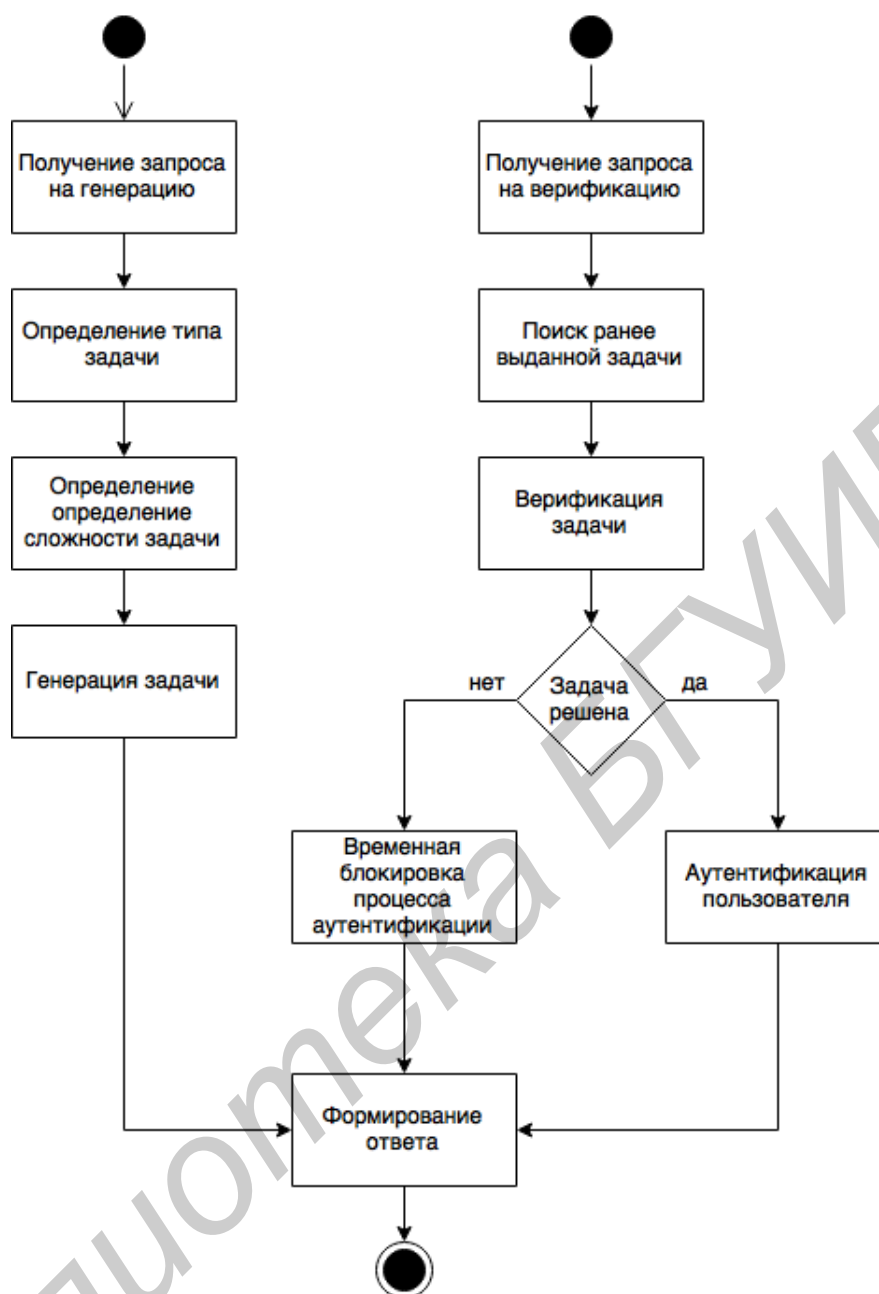 Получение запроса
на генерацию
Определение типа
задачи
Определение
определение
сложности задачи
Генерация задачи
Получение запроса
на верификацию
Поиск ранее
выданной задачи
Верификация
задачи
Задача
решена
нет
да
Временная
блокировка
процесса
аутентификации
Аутентификация
пользователя
Формирование
ответа
БГУИ